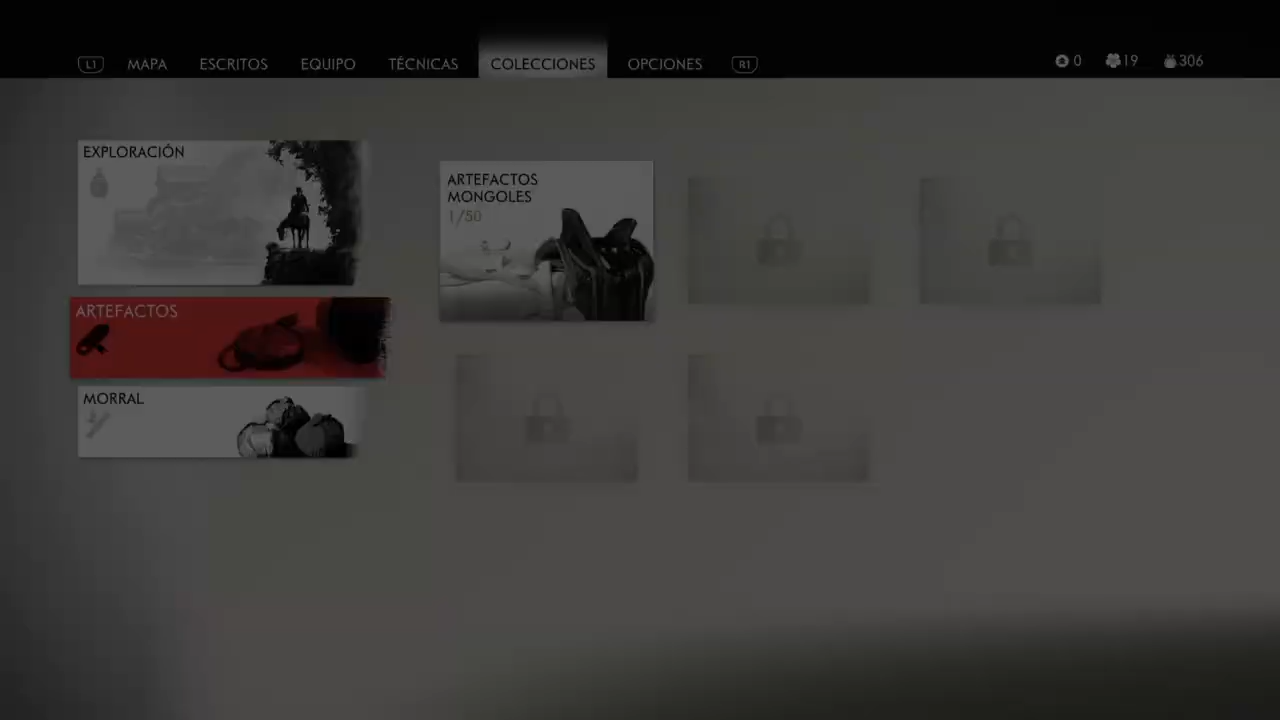 L1 MAPA ESCRITOS EQUIPO TÉCNICAS COLECCIONES OPCIONES R1 0 19 306
EXPLORACIÓN
ARTEFACTOS
MORRAL
ARTEFACTOS
MONGOLES
1/50